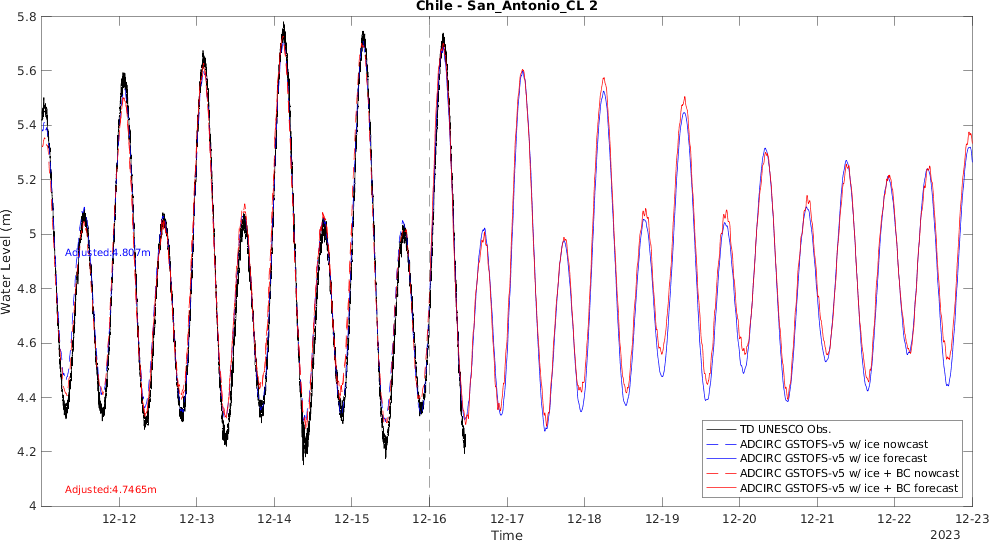 Chile - San_Antonio_CL 2
5.8
5.6
5.4
5.2
5
4.8
4.6
4.4
4.2
4
Water Level (m)
Adjusted:4.807m
Adjusted:4.7465m
TD UNESCO Obs.
ADCIRC GSTOFS-v5 w/ ice nowcast
ADCIRC GSTOFS-v5 w/ ice forecast
ADCIRC GSTOFS-v5 w/ ice + BC nowcast
ADCIRC GSTOFS-v5 w/ ice + BC forecast
12-12 12-13 12-14 12-15 12-16 12-17 12-18 12-19 12-20 12-21 12-22 12-23
Time
2023